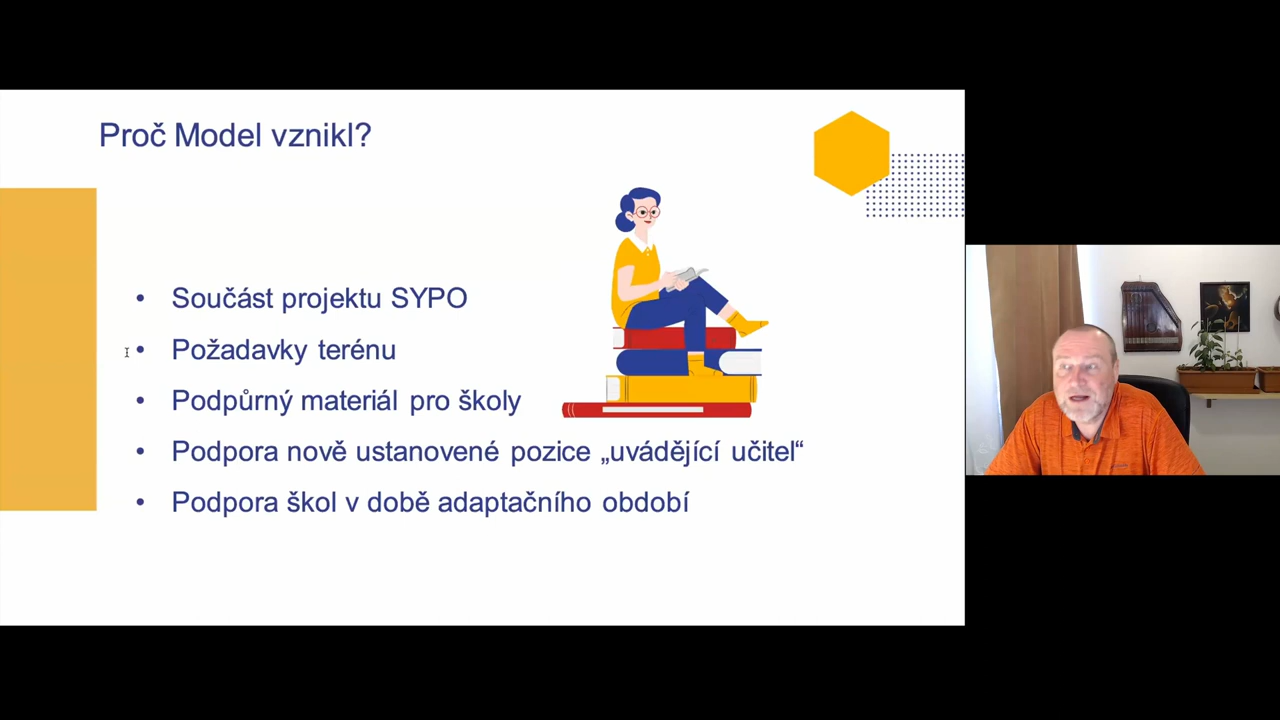 Proč Model vznikl?
• Součást projektu SYPO
• Požadavky terénu
• Podpůrný materiál pro školy
• Podpora nově ustanovené pozice „uvádějící učitel“
• Podpora škol v době adaptačního období